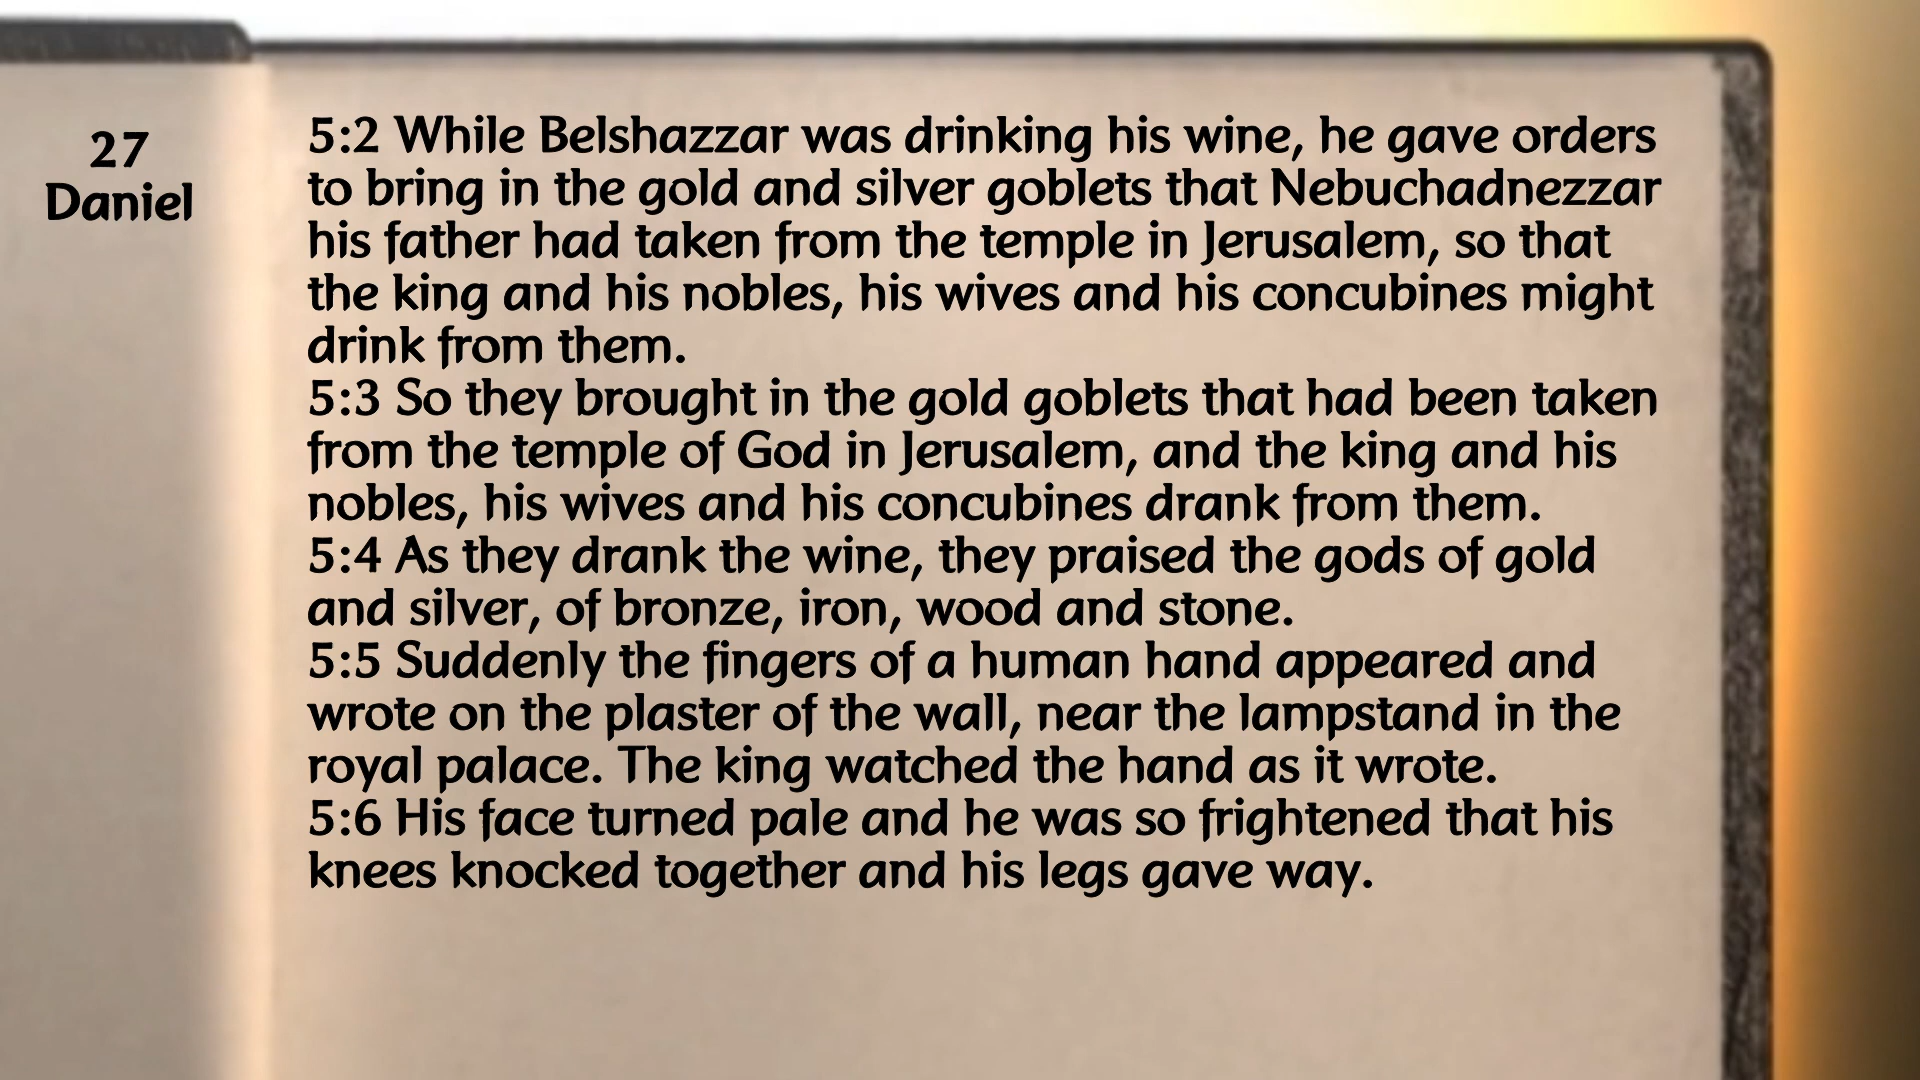 27
Daniel
5:2 While Belshazzar was drinking his wine, he gave orders
to bring in the gold and silver goblets that Nebuchadnezzar
his father had taken from the temple in Jerusalem, so that
the king and his nobles, his wives and his concubines might
drink from them.
5:3 So they brought in the gold goblets that had been taken
from the temple of God in Jerusalem, and the king and his
nobles, his wives and his concubines drank from them.
5:4 As they drank the wine, they praised the gods of gold
and silver, of bronze, iron, wood and stone.
5:5 Suddenly the fingers of a human hand appeared and
wrote on the plaster of the wall, near the lampstand in the
royal palace. The king watched the hand as it wrote.
5:6 His face turned pale and he was so frightened that his
knees knocked together and his legs gave way.